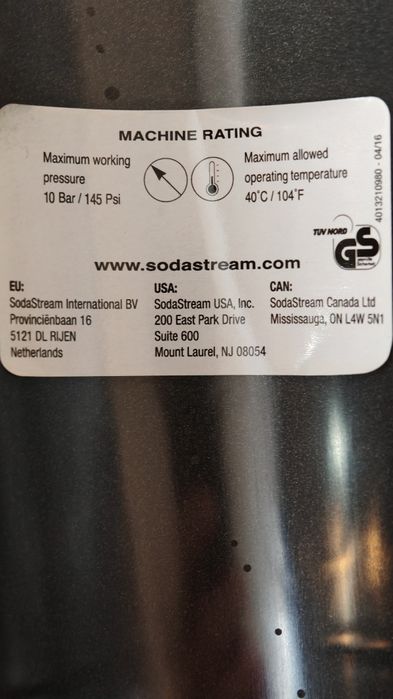 MACHINE RATING
Maximum working
pressure
10 Bar / 145 Psi
Maximum allowed
operating temperature
40°C / 104°F
4013210980 - 04/16
TUV NORD
GS
www.sodastream.com
EU:
SodaStream International BV
Provinciënbaan 16
5121 DL RIJEN
Netherlands
USA:
SodaStream USA, Inc.
200 East Park Drive
Suite 600
Mount Laurel, NJ 08054
CAN:
SodaStream Canada Ltd
Mississauga, ON L4W 5N1